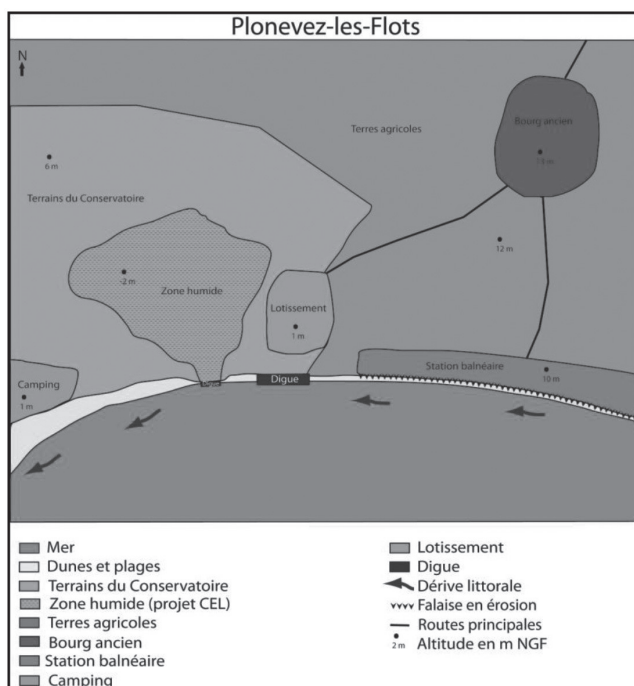 Plonevez-les-Flots
N
Terres agricoles
Bourg ancien
6 m
Terrains du Conservatoire
12 m
-2 m
Zone humide
Lotissement
1 m
Station balnéaire
Camping
10 m
Digue
1 m
Mer
Dunes et plages
Terrains du Conservatoire
Zone humide (projet CEL)
Terres agricoles
Bourg ancien
Station balnéaire
Camping
Lotissement
Digue
Dérive littorale
Falaise en érosion
Routes principales
Altitude en m NGF
2 m